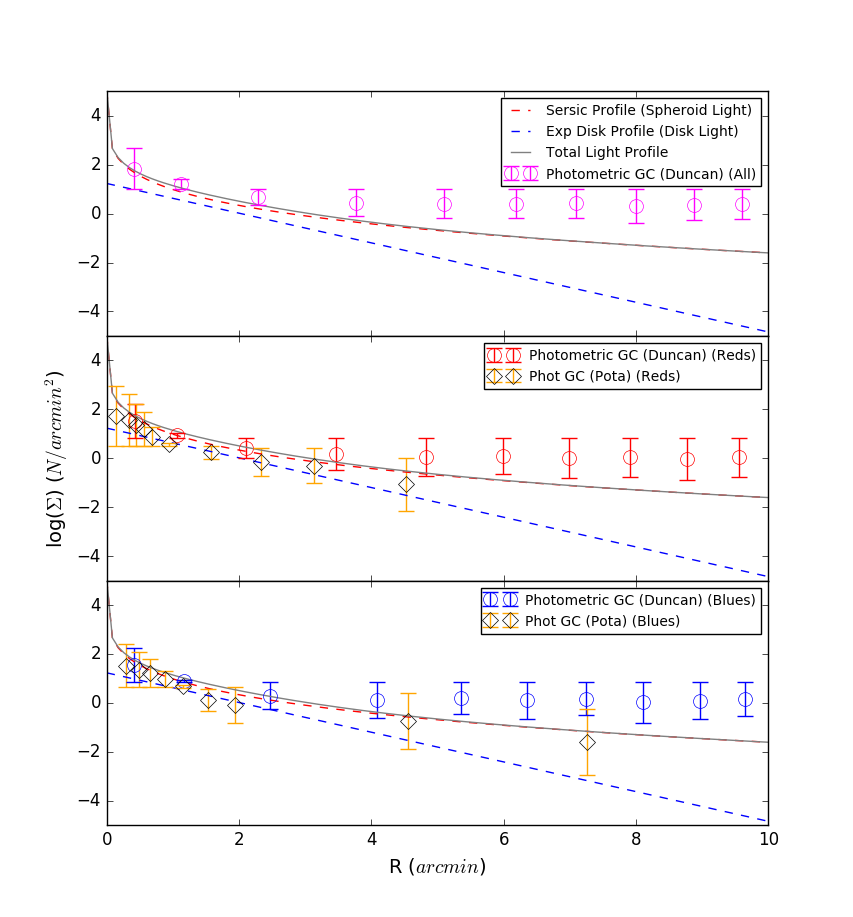 4
2
0
−2
−4
Sersic Profile (Spheroid Light)
Exp Disk Profile (Disk Light)
Total Light Profile
Photometric GC (Duncan) (All)
4
2
0
−2
−4
Photometric GC (Duncan) (Reds)
Phot GC (Pota) (Reds)
log(Σ) (N/arcmin²)
4
2
0
−2
−4
Photometric GC (Duncan) (Blues)
Phot GC (Pota) (Blues)
0 2 4 6 8 10
R (arcmin)